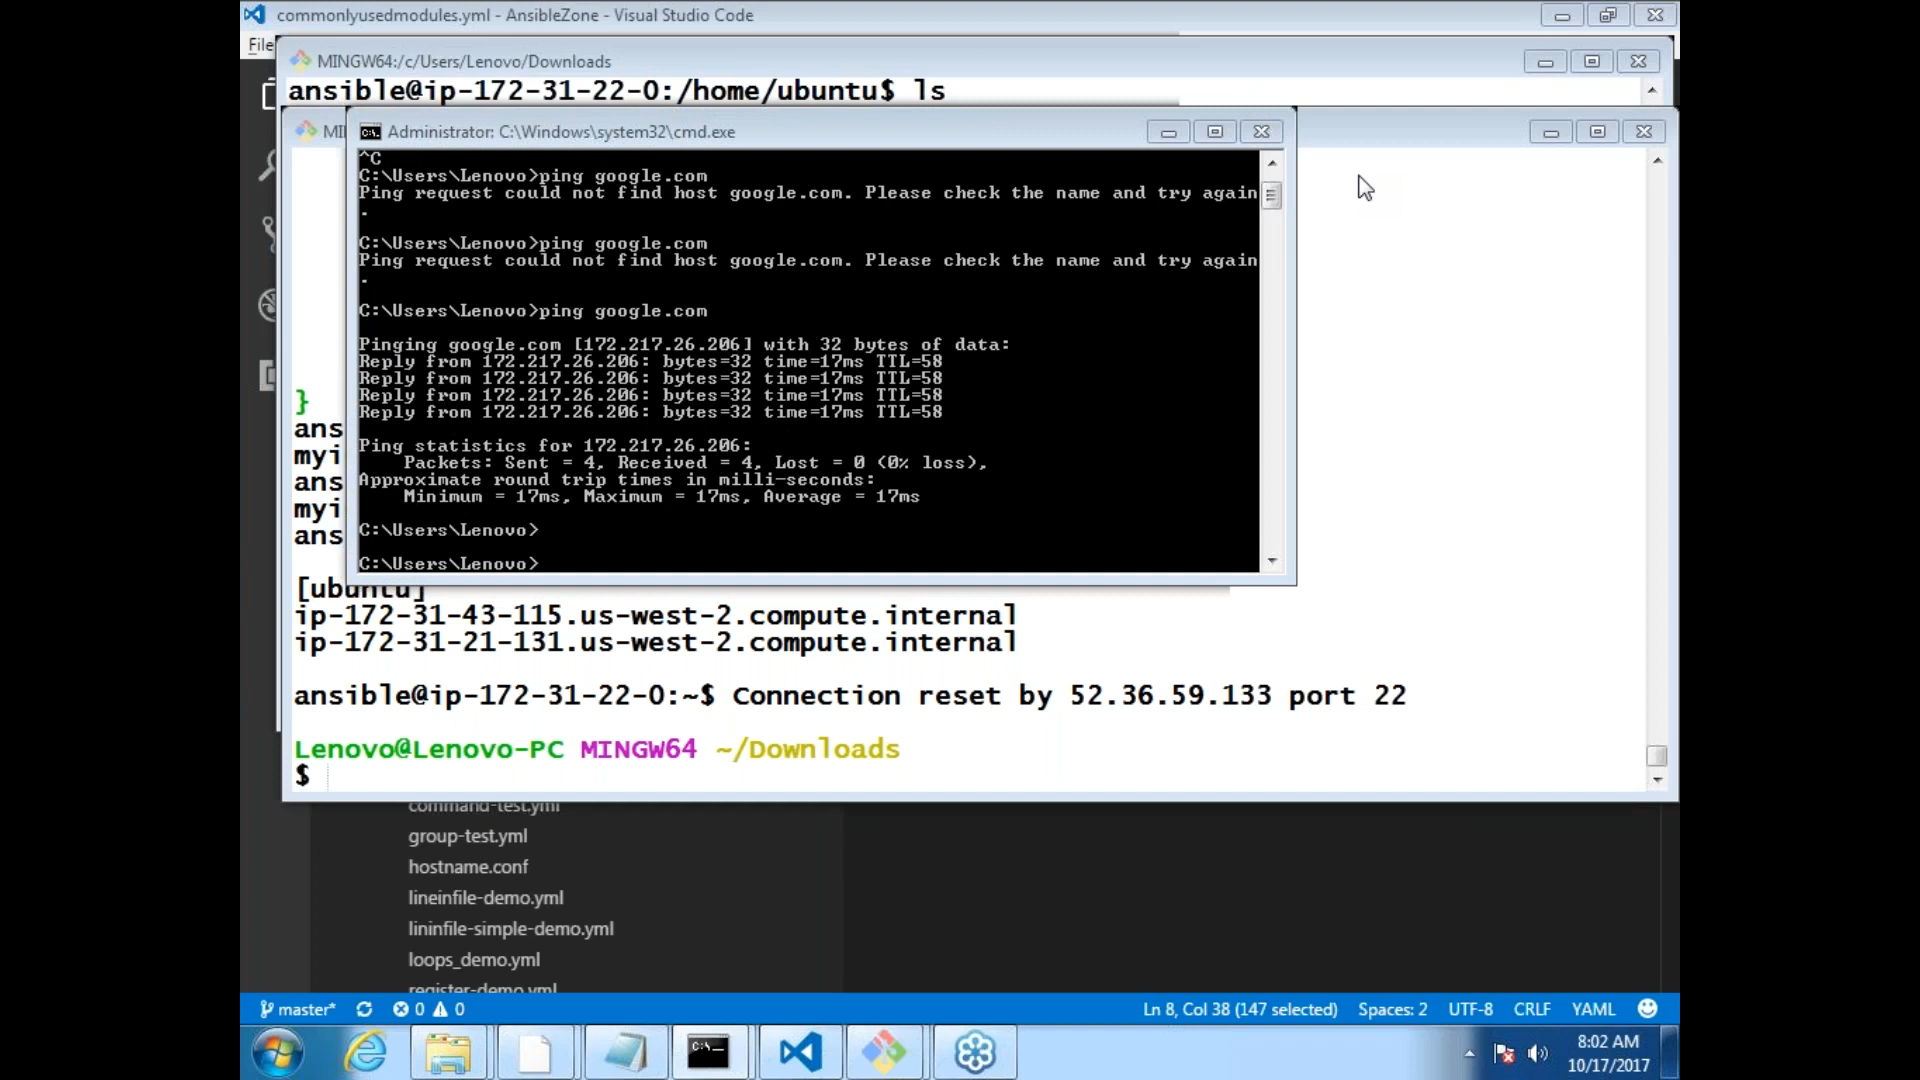 commonlyusedmodules.yml - AnsibleZone - Visual Studio Code
File
MINGW64:/c/Users/Lenovo/Downloads
ansible@ip-172-31-22-0:/home/ubuntu$ ls
MI
Administrator: C:\Windows\system32\cmd.exe
^C
C:\Users\Lenovo>ping google.com
Ping request could not find host google.com. Please check the name and try again
.
C:\Users\Lenovo>ping google.com
Ping request could not find host google.com. Please check the name and try again
.
C:\Users\Lenovo>ping google.com
Pinging google.com [172.217.26.206] with 32 bytes of data:
Reply from 172.217.26.206: bytes=32 time=17ms TTL=58
Reply from 172.217.26.206: bytes=32 time=17ms TTL=58
Reply from 172.217.26.206: bytes=32 time=17ms TTL=58
Reply from 172.217.26.206: bytes=32 time=17ms TTL=58
Ping statistics for 172.217.26.206:
Packets: Sent = 4, Received = 4, Lost = 0 (0% loss),
Approximate round trip times in milli-seconds:
Minimum = 17ms, Maximum = 17ms, Average = 17ms
C:\Users\Lenovo>
C:\Users\Lenovo>
}
ans
myi
ans
myi
ans
[ubuntu]
ip-172-31-43-115.us-west-2.compute.internal
ip-172-31-21-131.us-west-2.compute.internal
ansible@ip-172-31-22-0:~$ Connection reset by 52.36.59.133 port 22
Lenovo@Lenovo-PC MINGW64 ~/Downloads
$
command-test.yml
group-test.yml
hostname.conf
lineinfile-demo.yml
lininfile-simple-demo.yml
loops_demo.yml
register-demo.yml
master* 0 0 Ln 8, Col 38 (147 selected) Spaces: 2 UTF-8 CRLF YAML
8:02 AM
10/17/2017